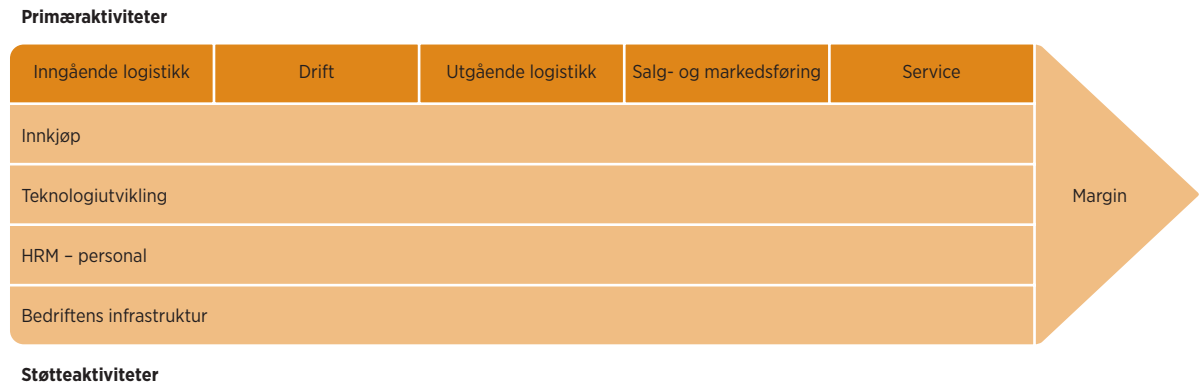 Primæraktiviteter
Inngående logistikk
Drift
Utgående logistikk
Salg- og markedsføring
Service
Innkjøp
Teknologiutvikling
Margin
HRM – personal
Bedriftens infrastruktur
Støtteaktiviteter